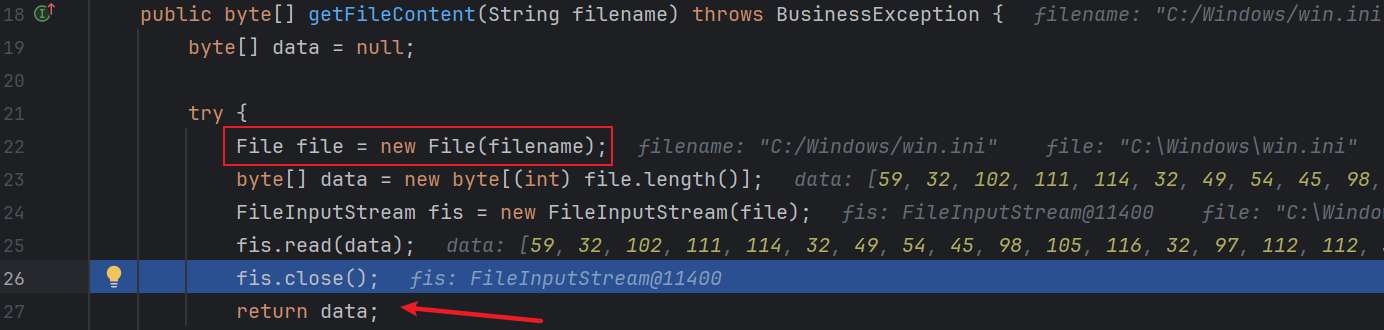 18 public byte[] getFileContent(String filename) throws BusinessException { filename: "C:/Windows/win.ini
19 byte[] data = null;
20
21 try {
22 File file = new File(filename); filename: "C:/Windows/win.ini" file: "C:\Windows\win.ini"
23 byte[] data = new byte[(int) file.length()]; data: [59, 32, 102, 111, 114, 32, 49, 54, 45, 98,
24 FileInputStream fis = new FileInputStream(file); fis: FileInputStream@11400 file: "C:\Windo
25 fis.read(data); data: [59, 32, 102, 111, 114, 32, 49, 54, 45, 98, 105, 116, 32, 97, 112, 112,
26 fis.close(); fis: FileInputStream@11400
27 return data;